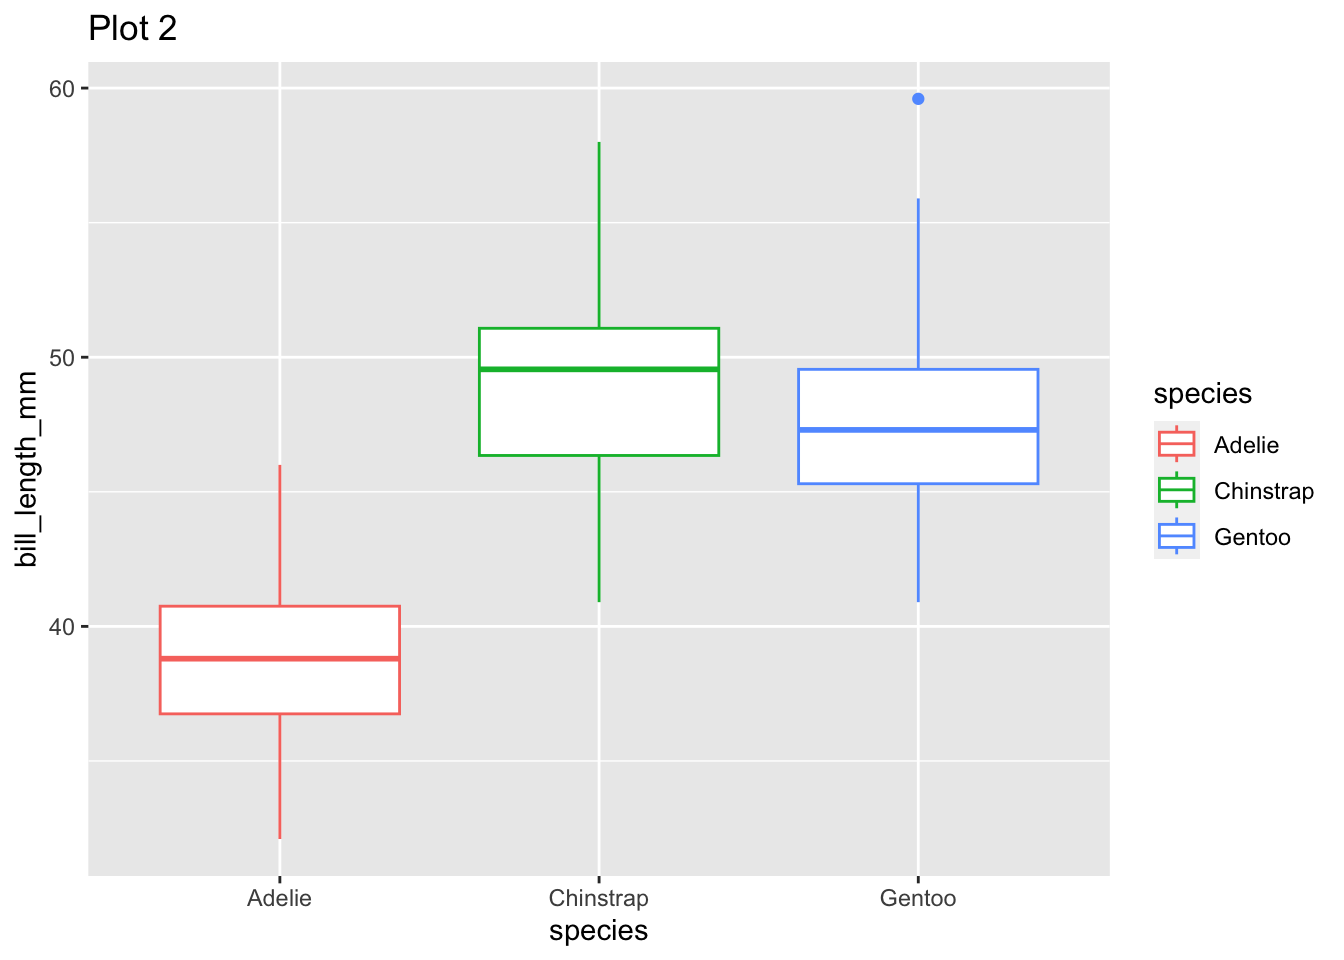 Plot 2
60
50
40
bill_length_mm
Adelie
Chinstrap
Gentoo
species
species
Adelie
Chinstrap
Gentoo